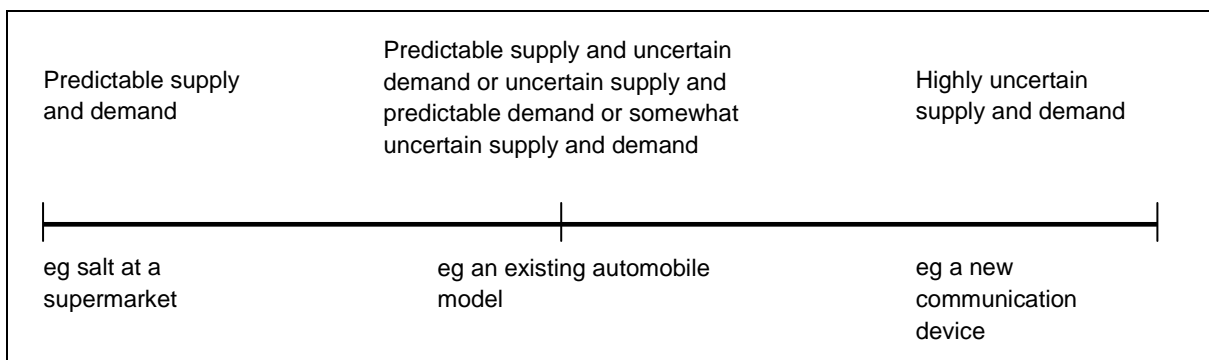 Predictable supply
and demand
Predictable supply and uncertain
demand or uncertain supply and
predictable demand or somewhat
uncertain supply and demand
Highly uncertain
supply and demand
eg salt at a
supermarket
eg an existing automobile
model
eg a new
communication
device